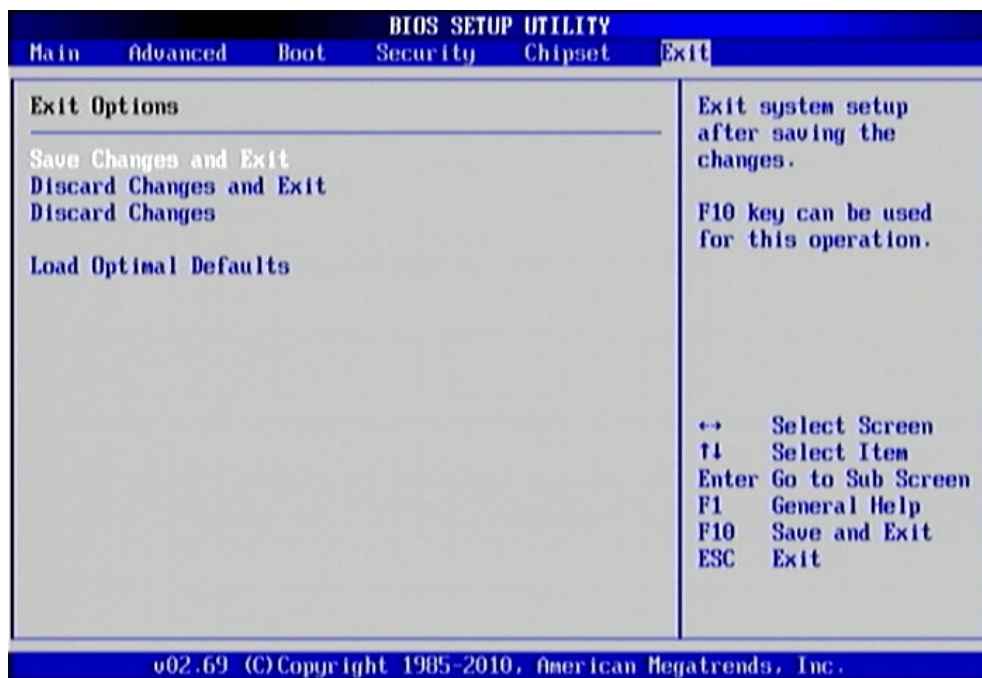 BIOS SETUP UTILITY
Main Advanced Boot Security Chipset Exit
Exit Options
Save Changes and Exit
Discard Changes and Exit
Discard Changes
Load Optimal Defaults
Exit system setup
after saving the
changes.
F10 key can be used
for this operation.
↔ Select Screen
↑↓ Select Item
Enter Go to Sub Screen
F1 General Help
F10 Save and Exit
ESC Exit
v02.69 (C)Copyright 1985-2010, American Megatrends, Inc.